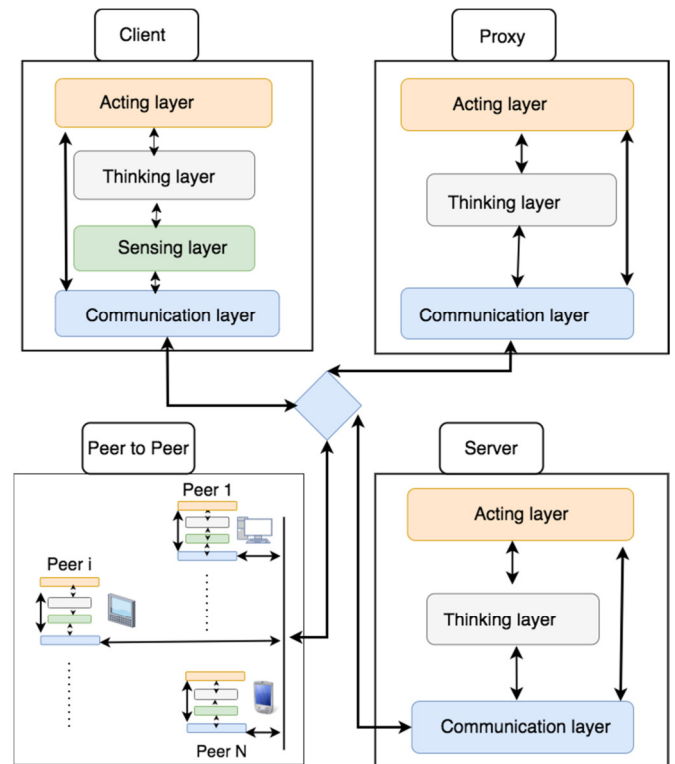 Client
Acting layer
Thinking layer
Sensing layer
Communication layer
Proxy
Acting layer
Thinking layer
Communication layer
Peer to Peer
Peer 1
Peer i
Peer N
Server
Acting layer
Thinking layer
Communication layer